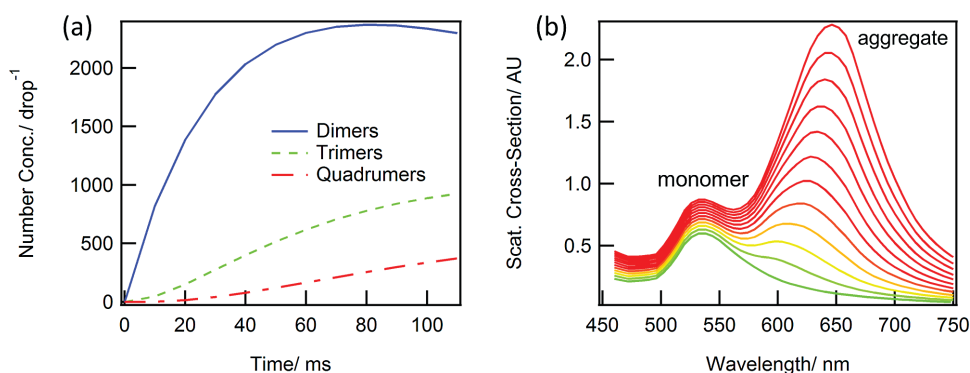 (a)
Number Conc./ drop⁻¹
2000
1500
1000
500
0
Dimers
Trimers
Quadrumers
0 20 40 60 80 100
Time/ ms
(b)
Scat. Cross-Section/ AU
2.0
1.5
1.0
0.5
aggregate
monomer
450 500 550 600 650 700 750
Wavelength/ nm